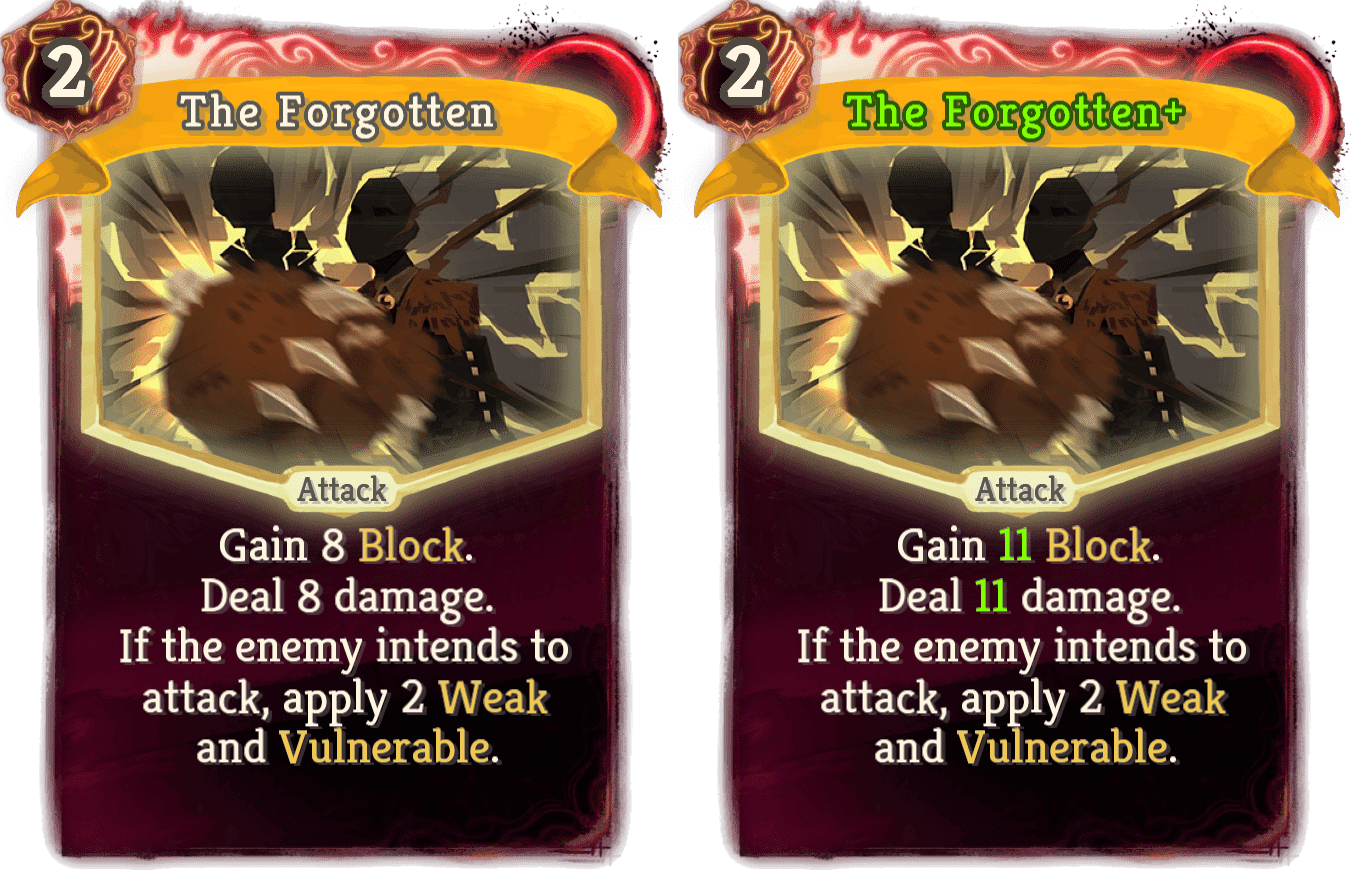 2
The Forgotten
Attack
Gain 8 Block.
Deal 8 damage.
If the enemy intends to
attack, apply 2 Weak
and Vulnerable.
2
The Forgotten+
Attack
Gain 11 Block.
Deal 11 damage.
If the enemy intends to
attack, apply 2 Weak
and Vulnerable.